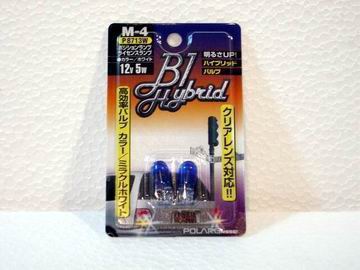 M-4
P8713W
ポジションランプ
ライセンスランプ
●カラー/ホワイト
12V 5W
明るさUP!
ハイブリッド
バルブ
B1
Hybrid
高効率バルブ カラー/ミラクルホワイト
クリアレンズ対応!!
POLARG